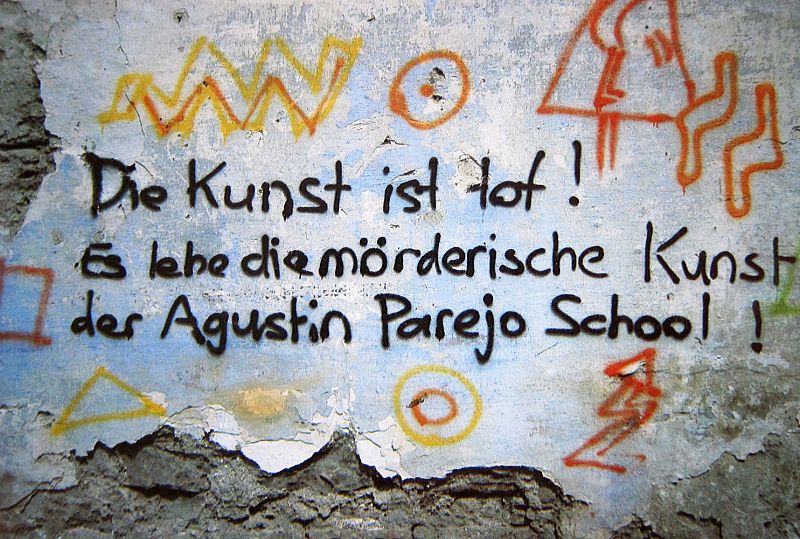 Die Kunst ist tot!
Es lebe die mörderische Kunst
der Agustin Parejo School!